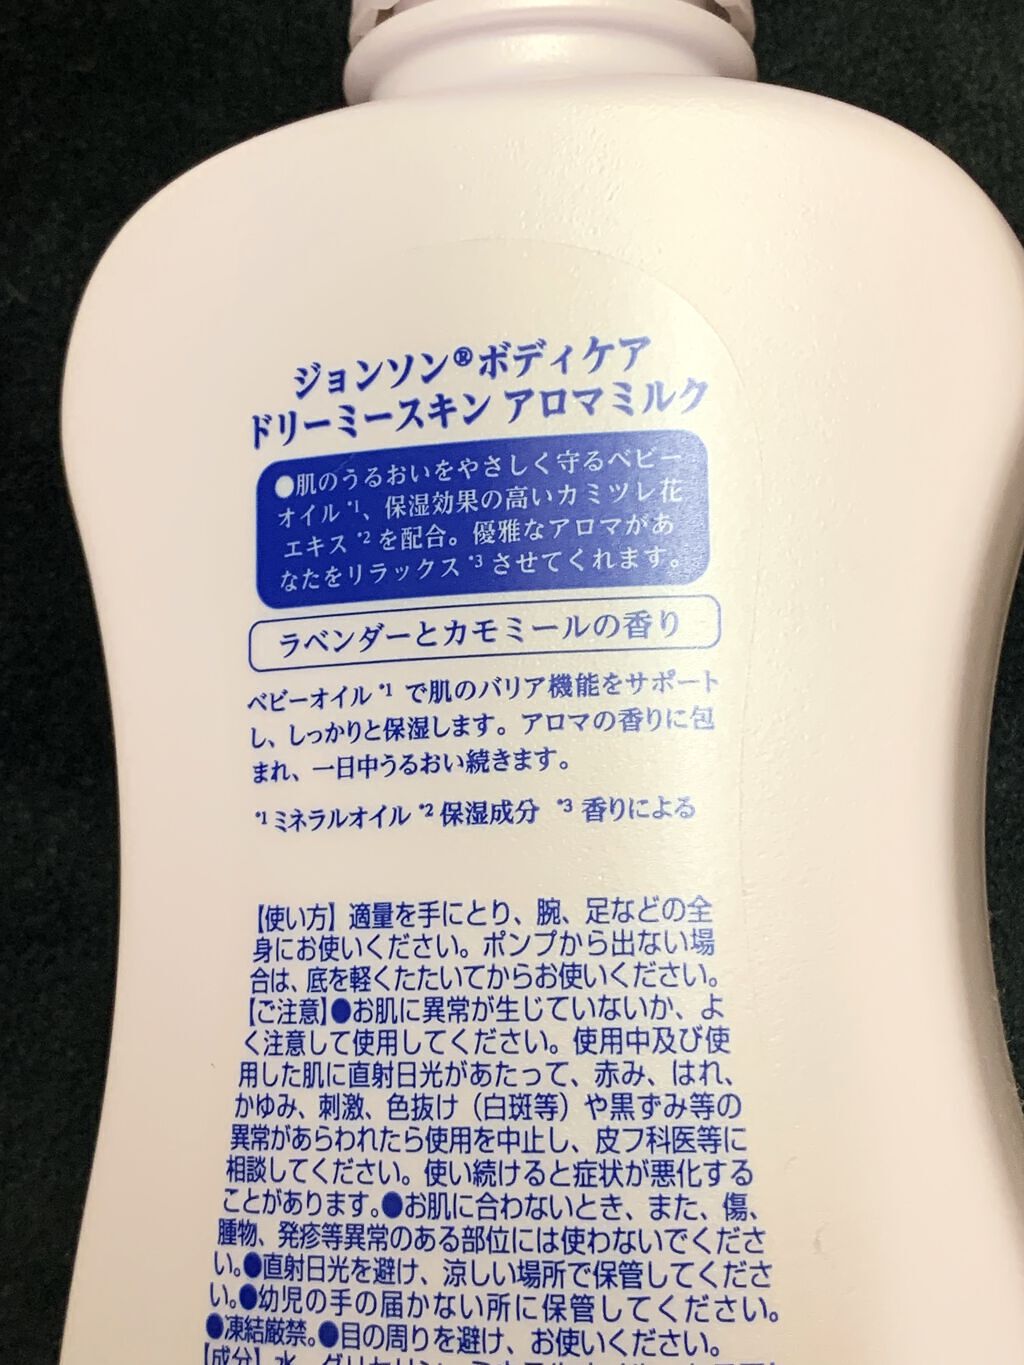 ジョンソン®ボディケア
ドリーミースキン アロマミルク
●肌のうるおいをやさしく守るベビー
オイル*1、保湿効果の高いカミツレ花
エキス*2を配合。優雅なアロマがあ
なたをリラックス*3させてくれます。
ラベンダーとカモミールの香り
ベビーオイル*1で肌のバリア機能をサポート
し、しっかりと保湿します。アロマの香りに包
まれ、一日中うるおい続きます。
*1 ミネラルオイル *2 保湿成分 *3 香りによる
【使い方】適量を手にとり、腕、足などの全
身にお使いください。ポンプから出ない場
合は、底を軽くたたいてからお使いください。
【ご注意】●お肌に異常が生じていないか、よ
く注意して使用してください。使用中及び使
用した肌に直射日光があたって、赤み、はれ、
かゆみ、刺激、色抜け（白斑等）や黒ずみ等の
異常があらわれたら使用を中止し、皮フ科医等に
相談してください。使い続けると症状が悪化する
ことがあります。●お肌に合わないとき、また、傷、
腫物、発疹等異常のある部位には使わないでくださ
い。●直射日光を避け、涼しい場所で保管してくださ
い。●幼児の手の届かない所に保管してください。
●凍結厳禁。●目の周りを避け、お使いください。
【成分】水、グリセリン、ミネラルオイル